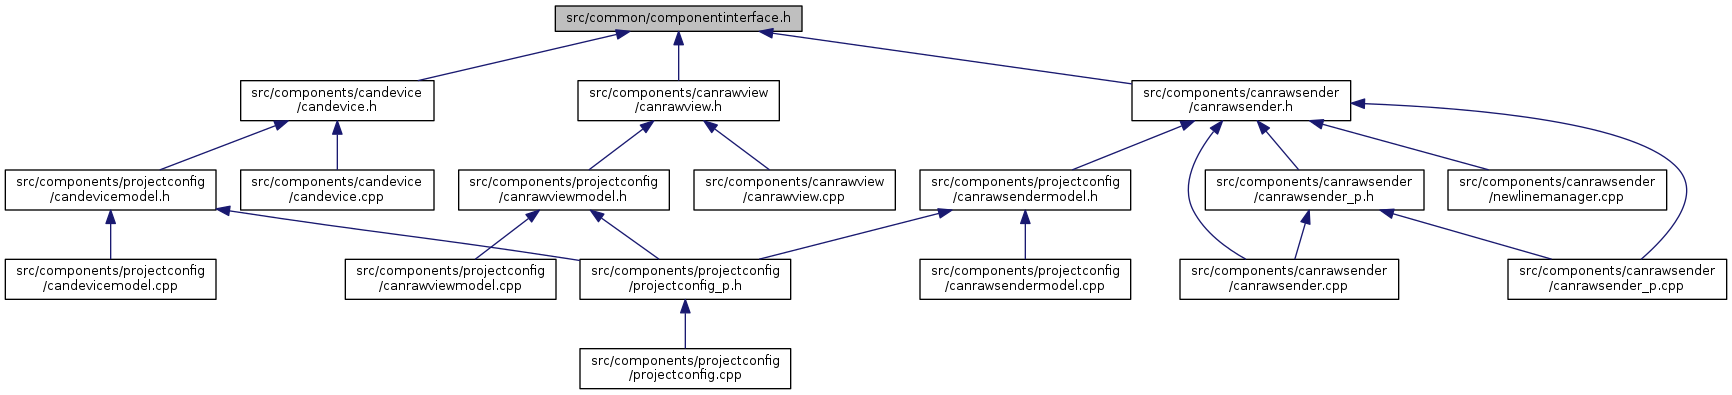 src/common/componentinterface.h
src/components/candevice
/candevice.h
src/components/canrawview
/canrawview.h
src/components/canrawsender
/canrawsender.h
src/components/projectconfig
/candevicemodel.h
src/components/candevice
/candevice.cpp
src/components/projectconfig
/canrawviewmodel.h
src/components/canrawview
/canrawview.cpp
src/components/projectconfig
/canrawsendermodel.h
src/components/canrawsender
/canrawsender_p.h
src/components/canrawsender
/newlinemanager.cpp
src/components/projectconfig
/candevicemodel.cpp
src/components/projectconfig
/canrawviewmodel.cpp
src/components/projectconfig
/projectconfig_p.h
src/components/projectconfig
/canrawsendermodel.cpp
src/components/canrawsender
/canrawsender.cpp
src/components/canrawsender
/canrawsender_p.cpp
src/components/projectconfig
/projectconfig.cpp